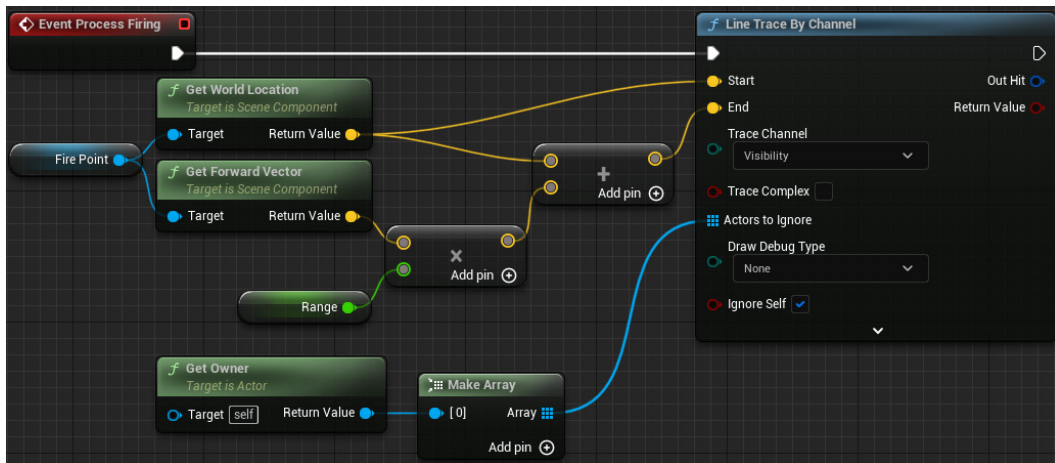 Event Process Firing
Line Trace By Channel
Get World Location
Target is Scene Component
Target
Return Value
Fire Point
Get Forward Vector
Target is Scene Component
Target
Return Value
Add pin
Add pin
Range
Get Owner
Target is Actor
Target
self
Return Value
Make Array
[0]
Array
Add pin
Start
Out Hit
End
Return Value
Trace Channel
Visibility
Trace Complex
Actors to Ignore
Draw Debug Type
None
Ignore Self